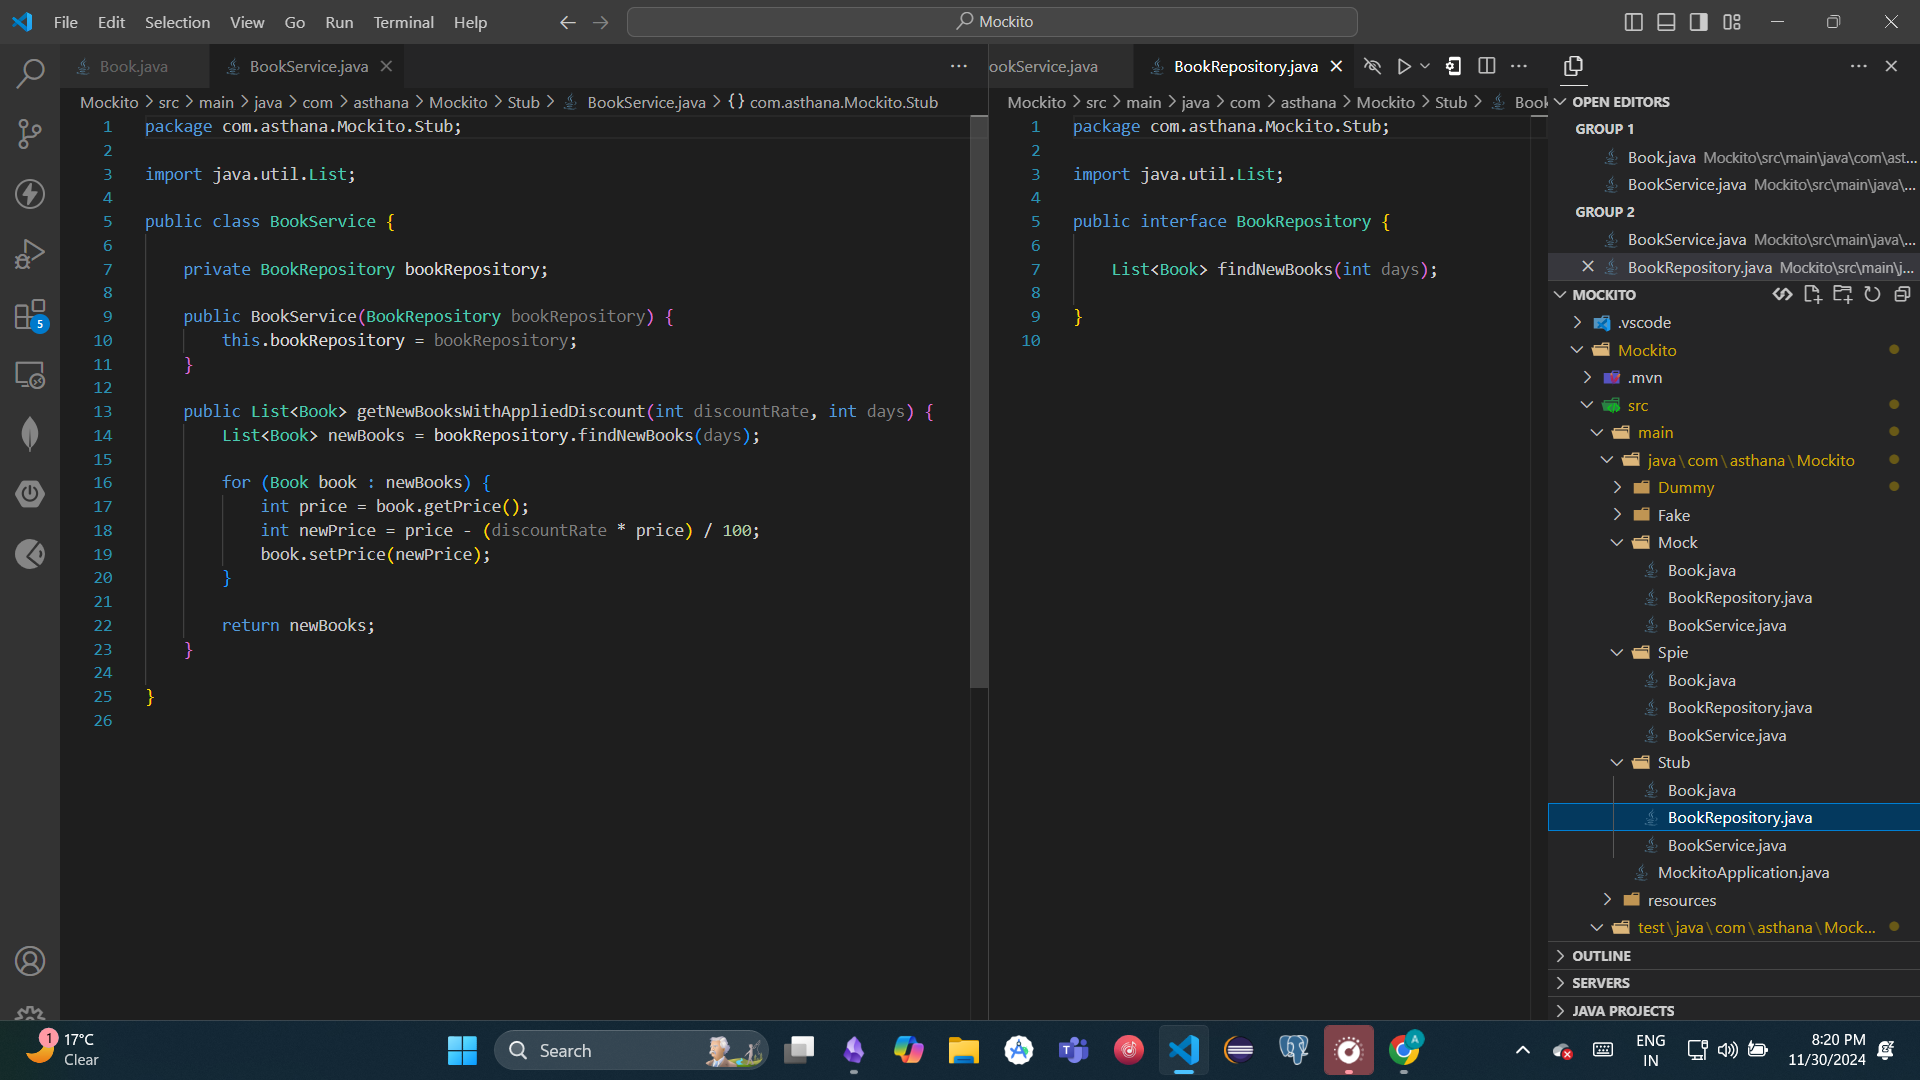 File Edit Selection View Go Run Terminal Help
Mockito
Book.java
BookService.java
Mockito > src > main > java > com > asthana > Mockito > Stub > BookService.java > {} com.asthana.Mockito.Stub
1 package com.asthana.Mockito.Stub;
2
3 import java.util.List;
4
5 public class BookService {
6
7 private BookRepository bookRepository;
8
9 public BookService(BookRepository bookRepository) {
10 this.bookRepository = bookRepository;
11 }
12
13 public List<Book> getNewBooksWithAppliedDiscount(int discountRate, int days) {
14 List<Book> newBooks = bookRepository.findNewBooks(days);
15
16 for (Book book : newBooks) {
17 int price = book.getPrice();
18 int newPrice = price - (discountRate * price) / 100;
19 book.setPrice(newPrice);
20 }
21
22 return newBooks;
23 }
24
25 }
26
ookService.java
BookRepository.java
Mockito > src > main > java > com > asthana > Mockito > Stub > Book
1 package com.asthana.Mockito.Stub;
2
3 import java.util.List;
4
5 public interface BookRepository {
6
7 List<Book> findNewBooks(int days);
8
9 }
10
OPEN EDITORS
GROUP 1
Book.java Mockito\src\main\java\com\ast...
BookService.java Mockito\src\main\java\...
GROUP 2
BookService.java Mockito\src\main\java\...
BookRepository.java Mockito\src\main\j...
MOCKITO
.vscode
Mockito
.mvn
src
main
java\com\asthana\Mockito
Dummy
Fake
Mock
Book.java
BookRepository.java
BookService.java
Spie
Book.java
BookRepository.java
BookService.java
Stub
Book.java
BookRepository.java
BookService.java
MockitoApplication.java
resources
test\java\com\asthana\Mock...
OUTLINE
SERVERS
JAVA PROJECTS
5
1
17°C
Clear
Search
A
ENG
IN
8:20 PM
11/30/2024